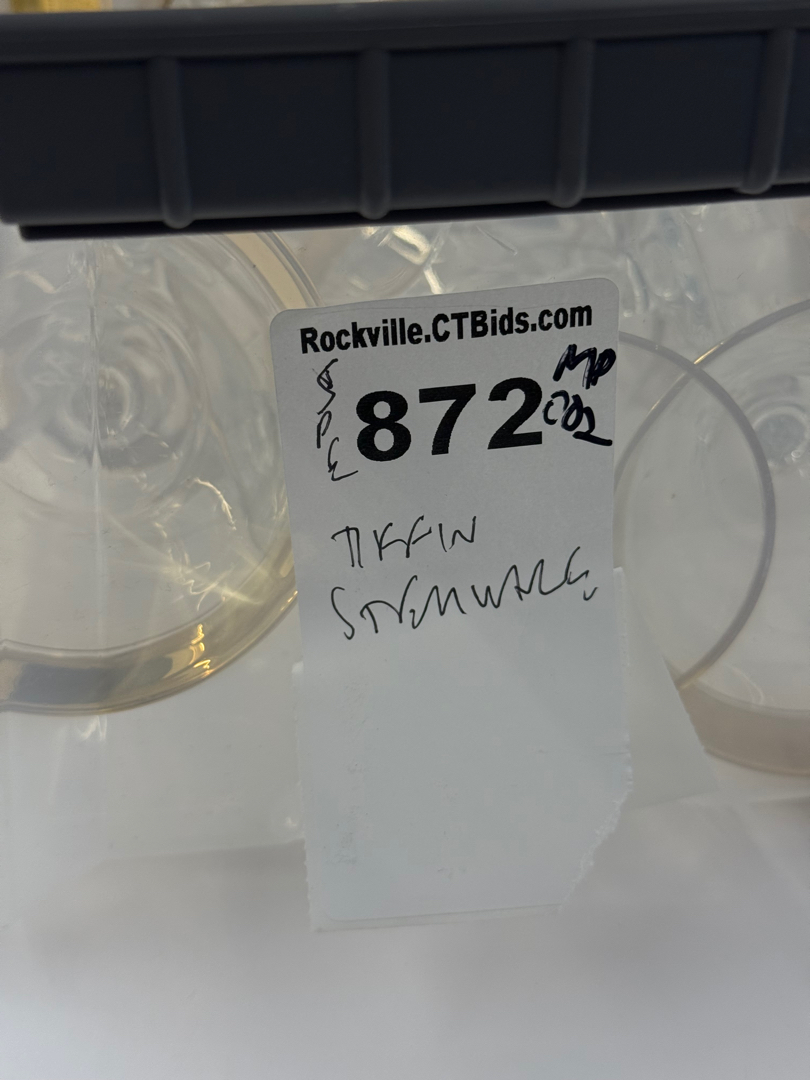 Rockville.CTBids.com
872
TIFFIN
STEMWARE